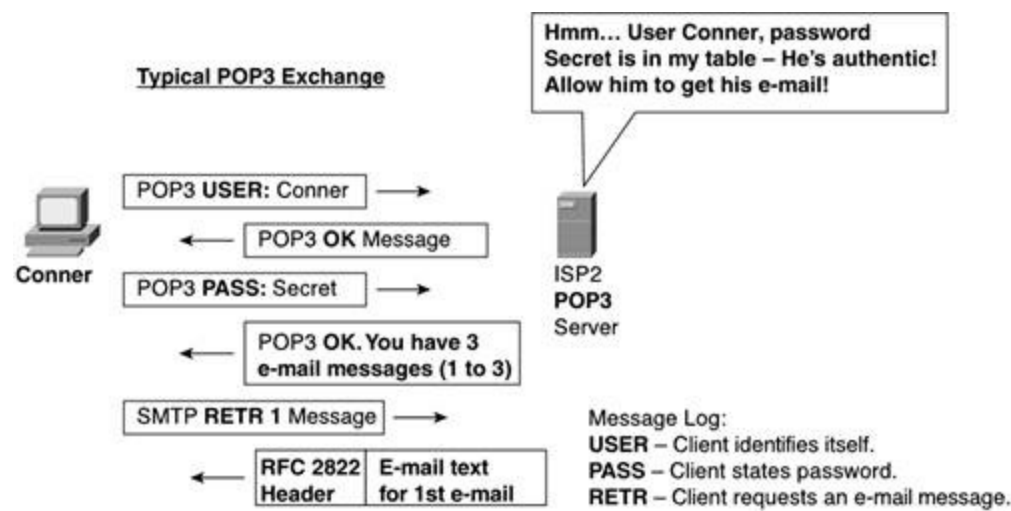 Hmm... User Conner, password
Secret is in my table – He's authentic!
Allow him to get his e-mail!
Typical POP3 Exchange
POP3 USER: Conner
POP3 OK Message
Conner
POP3 PASS: Secret
ISP2
POP3
Server
POP3 OK. You have 3
e-mail messages (1 to 3)
SMTP RETR 1 Message
RFC 2822
Header
E-mail text
for 1st e-mail
Message Log:
USER – Client identifies itself.
PASS – Client states password.
RETR – Client requests an e-mail message.